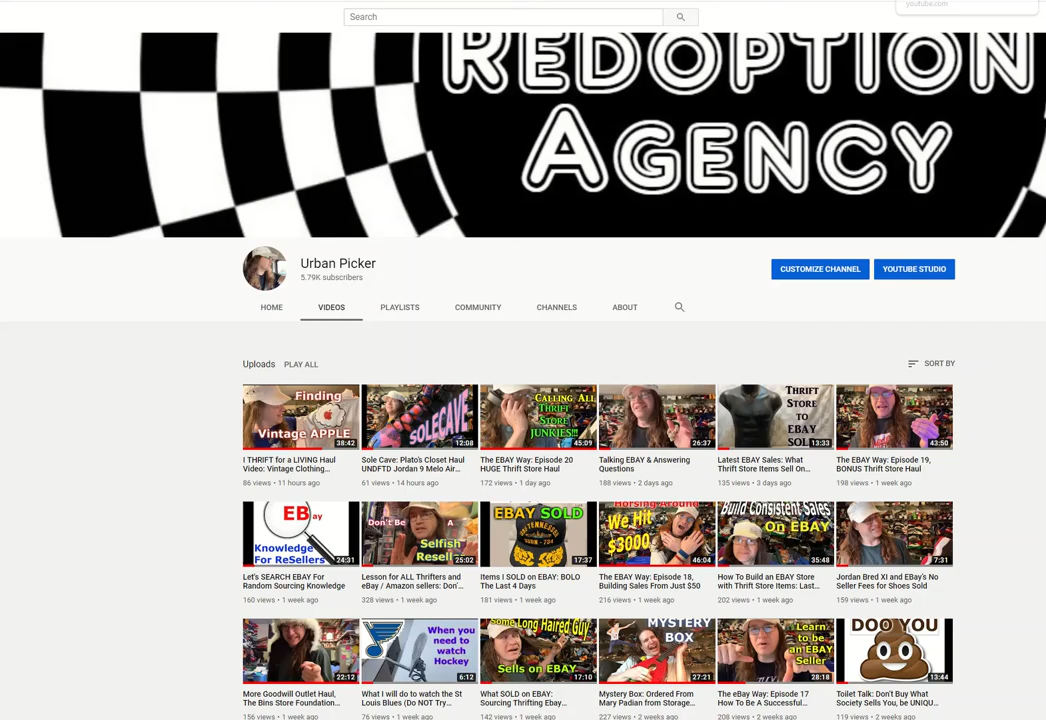 youtube.com
Search
REDOPTION
AGENCY
Urban Picker
5.79K subscribers
CUSTOMIZE CHANNEL
YOUTUBE STUDIO
HOME
VIDEOS
PLAYLISTS
COMMUNITY
CHANNELS
ABOUT
Uploads
PLAY ALL
SORT BY
Finding
Vintage APPLE
38:42
I THRIFT for a LIVING Haul
Video: Vintage Clothing...
86 views • 11 hours ago
SOLECAVE
12:08
Sole Cave: Plato's Closet Haul
UNDFTD Jordan 9 Melo Air...
61 views • 14 hours ago
CALLING ALL
THRIFT
STORE
JUNKIES!!!
45:09
The EBAY Way: Episode 20
HUGE Thrift Store Haul
172 views • 1 day ago
26:37
Talking EBAY & Answering
Questions
188 views • 2 days ago
THRIFT
STORE
TO
EBAY
SOL
13:33
Latest EBAY Sales: What
Thrift Store Items Sell On...
135 views • 3 days ago
43:50
The EBAY Way: Episode 19,
BONUS Thrift Store Haul
198 views • 1 week ago
EBay
Knowledge
For ReSellers
24:31
Let's SEARCH EBAY For
Random Sourcing Knowledge
160 views • 1 week ago
Don't Be A
Selfish
Resell
25:02
Lesson for ALL Thrifters and
eBay / Amazon sellers: Don'...
328 views • 1 week ago
EBAY SOLD
USS TENNESSEE
SSBN - 734
17:37
Items I SOLD on EBAY: BOLO
The Last 4 Days
181 views • 1 week ago
Horsing Around
We Hit
$3000
46:04
The EBAY Way: Episode 18,
Building Sales From Just $50
216 views • 1 week ago
Build Consistent Sales
On EBAY
35:48
How To Build an EBAY Store
with Thrift Store Items: Last...
202 views • 1 week ago
7:31
Jordan Bred XI and EBay's No
Seller Fees for Shoes Sold
159 views • 1 week ago
22:12
More Goodwill Outlet Haul,
The Bins Store Foundation...
156 views • 1 week ago
When you
need to
watch
Hockey
6:12
What I will do to watch the St
Louis Blues (Do NOT Try...
76 views • 1 week ago
Some Long Haired Guy
Sells on EBAY
17:10
What SOLD on EBAY:
Sourcing Thrifting Ebay...
142 views • 1 week ago
MYSTERY
BOX
27:21
Mystery Box: Ordered From
Mary Padian from Storage...
227 views • 2 weeks ago
Learn
to be
an EBAY
Seller
28:18
The eBay Way: Episode 17
How To Be A Successful...
208 views • 2 weeks ago
DOO YOU
13:44
Toilet Talk: Don't Buy What
Society Sells You, be UNIQU...
119 views • 2 weeks ago